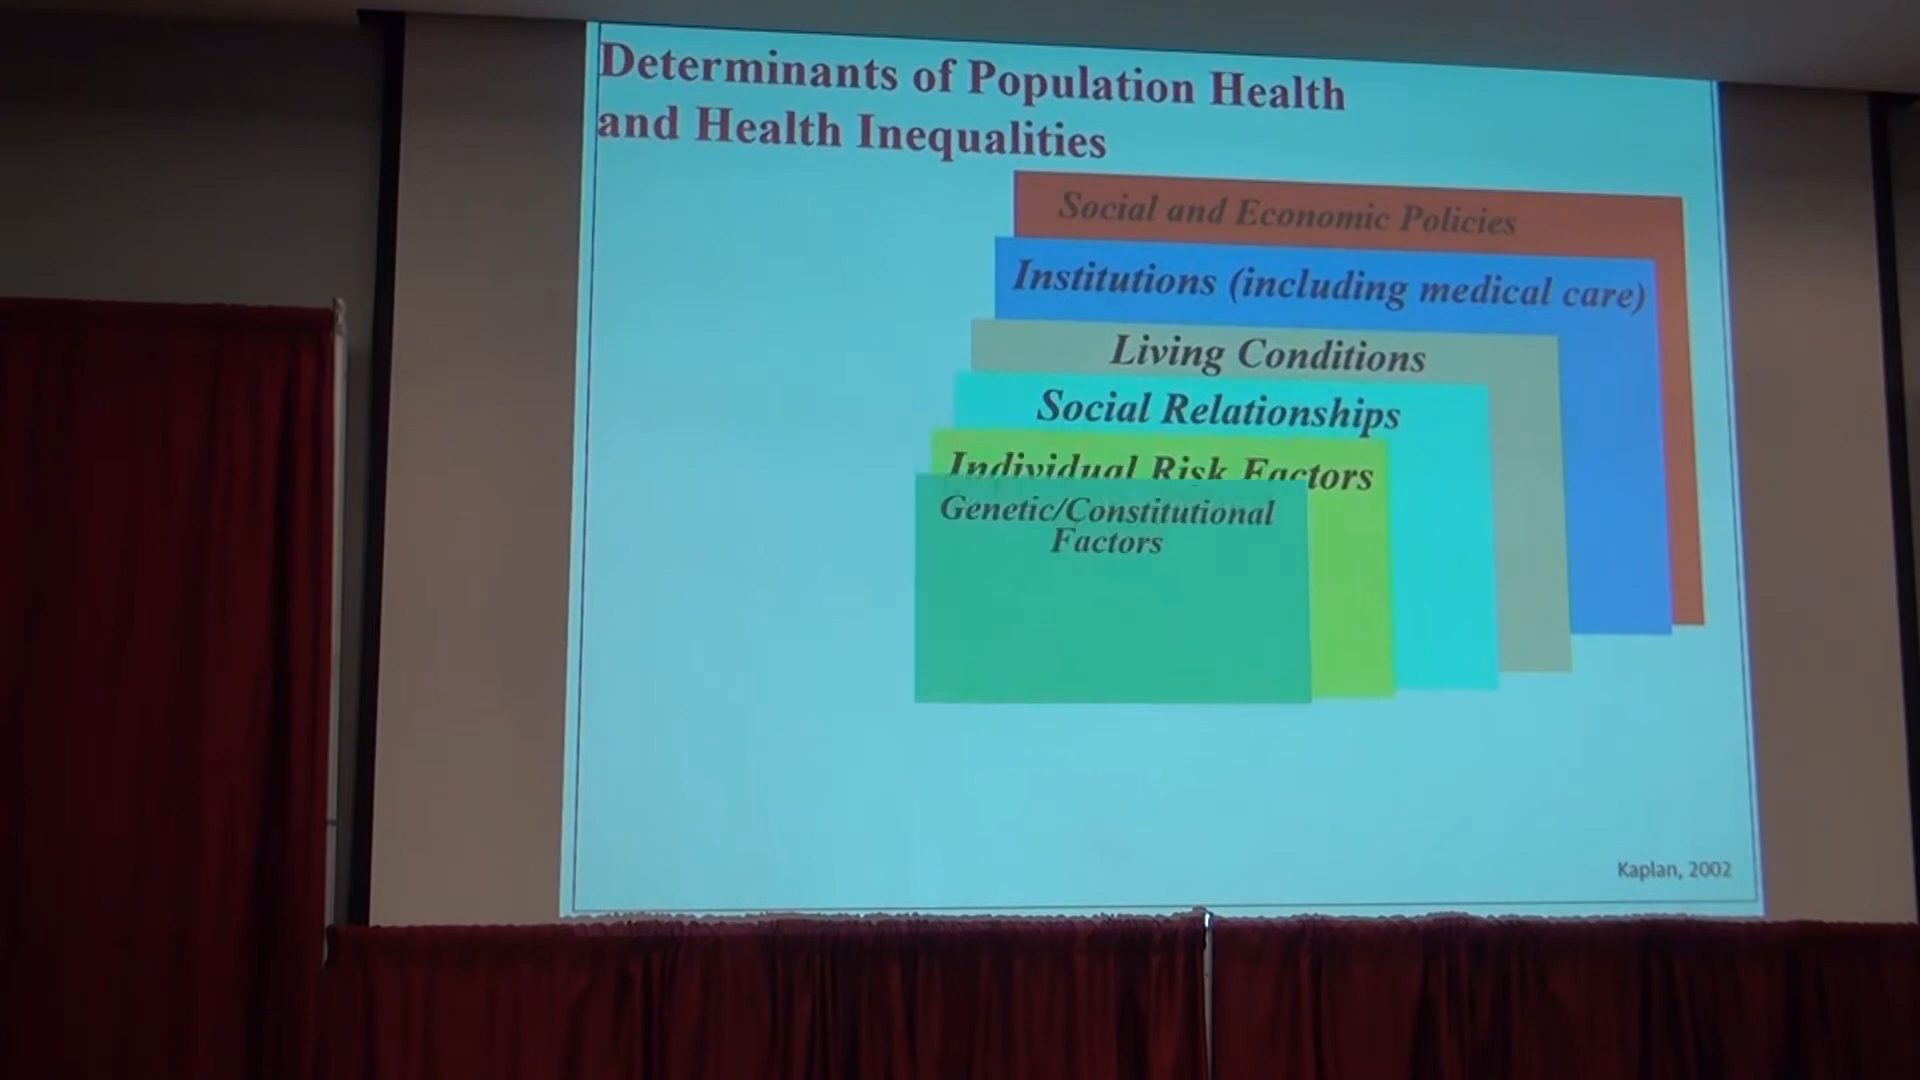 Determinants of Population Health
and Health Inequalities
Social and Economic Policies
Institutions (including medical care)
Living Conditions
Social Relationships
Individual Risk Factors
Genetic/Constitutional
Factors
Kaplan, 2002